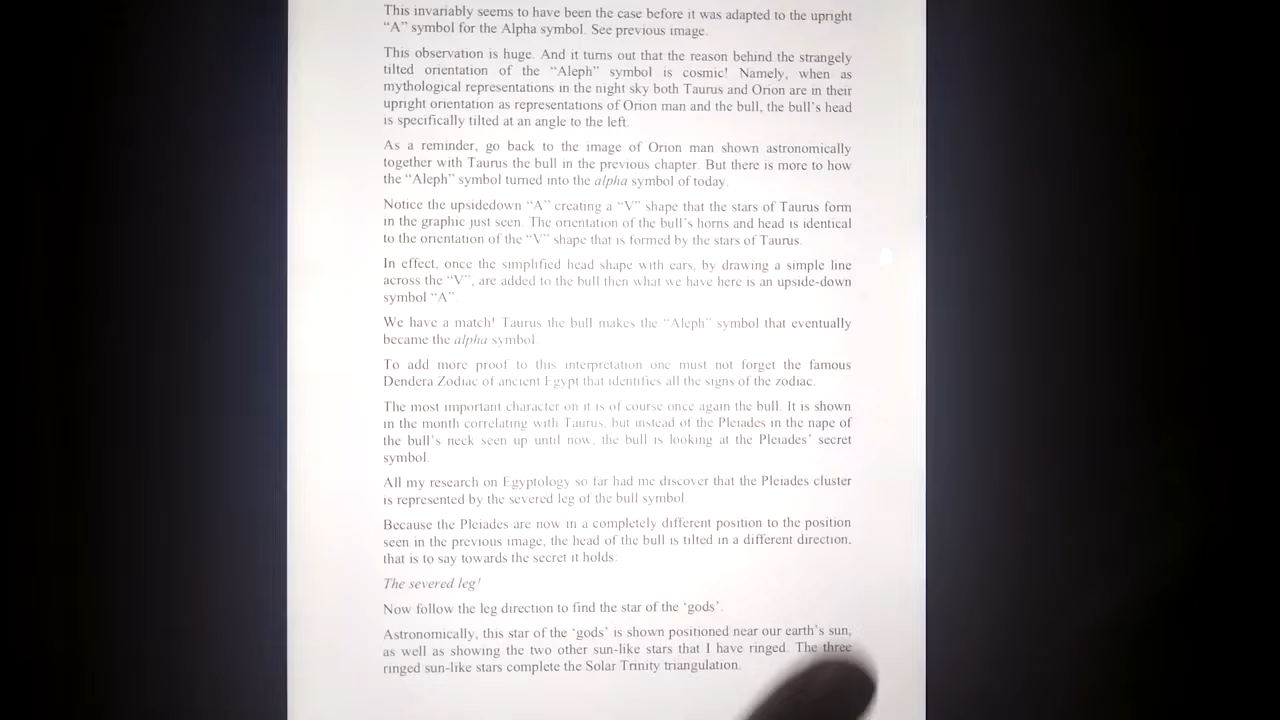 This invariably seems to have been the case before it was adapted to the upright
“A” symbol for the Alpha symbol. See previous image.
This observation is huge. And it turns out that the reason behind the strangely
tilted orientation of the “Aleph” symbol is cosmic! Namely, when as
mythological representations in the night sky both Taurus and Orion are in their
upright orientation as representations of Orion man and the bull, the bull’s head
is specifically tilted at an angle to the left.
As a reminder, go back to the image of Orion man shown astronomically
together with Taurus the bull in the previous chapter. But there is more to how
the “Aleph” symbol turned into the alpha symbol of today.
Notice the upsidedown “A” creating a “V” shape that the stars of Taurus form
in the graphic just seen. The orientation of the bull’s horns and head is identical
to the orientation of the “V” shape that is formed by the stars of Taurus.
In effect, once the simplified head shape with ears, by drawing a simple line
across the “V”, are added to the bull then what we have here is an upside-down
symbol “A”.
We have a match! Taurus the bull makes the “Aleph” symbol that eventually
became the alpha symbol.
To add more proof to this interpretation one must not forget the famous
Dendera Zodiac of ancient Egypt that identifies all the signs of the zodiac.
The most important character on it is of course once again the bull. It is shown
in the month correlating with Taurus, but instead of the Pleiades in the nape of
the bull’s neck seen up until now, the bull is looking at the Pleiades’ secret
symbol.
All my research on Egyptology so far had me discover that the Pleiades cluster
is represented by the severed leg of the bull symbol.
Because the Pleiades are now in a completely different position to the position
seen in the previous image, the head of the bull is tilted in a different direction,
that is to say towards the secret it holds:
The severed leg!
Now follow the leg direction to find the star of the ‘gods’.
Astronomically, this star of the ‘gods’ is shown positioned near our earth’s sun,
as well as showing the two other sun-like stars that I have ringed. The three
ringed sun-like stars complete the Solar Trinity triangulation.